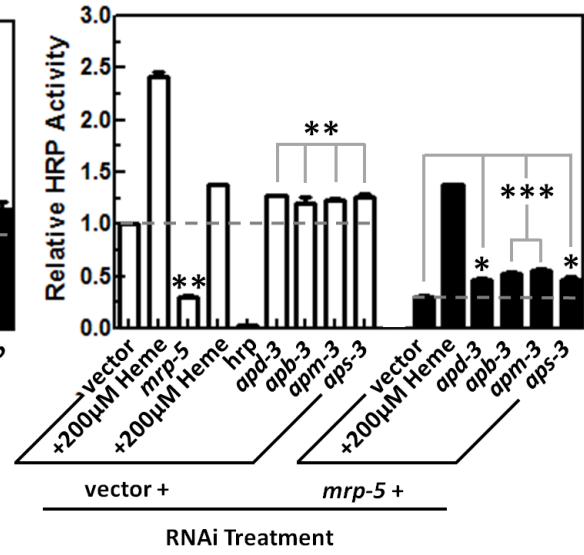 3.0
2.5
2.0
1.5
1.0
0.5
0.0
Relative HRP Activity
**
**
***
*
*
vector
+200µM Heme
mrp-5
+200µM Heme
hrp
apd-3
apb-3
apm-3
aps-3
vector
+200µM Heme
apd-3
apb-3
apm-3
aps-3
vector +
mrp-5 +
RNAi Treatment